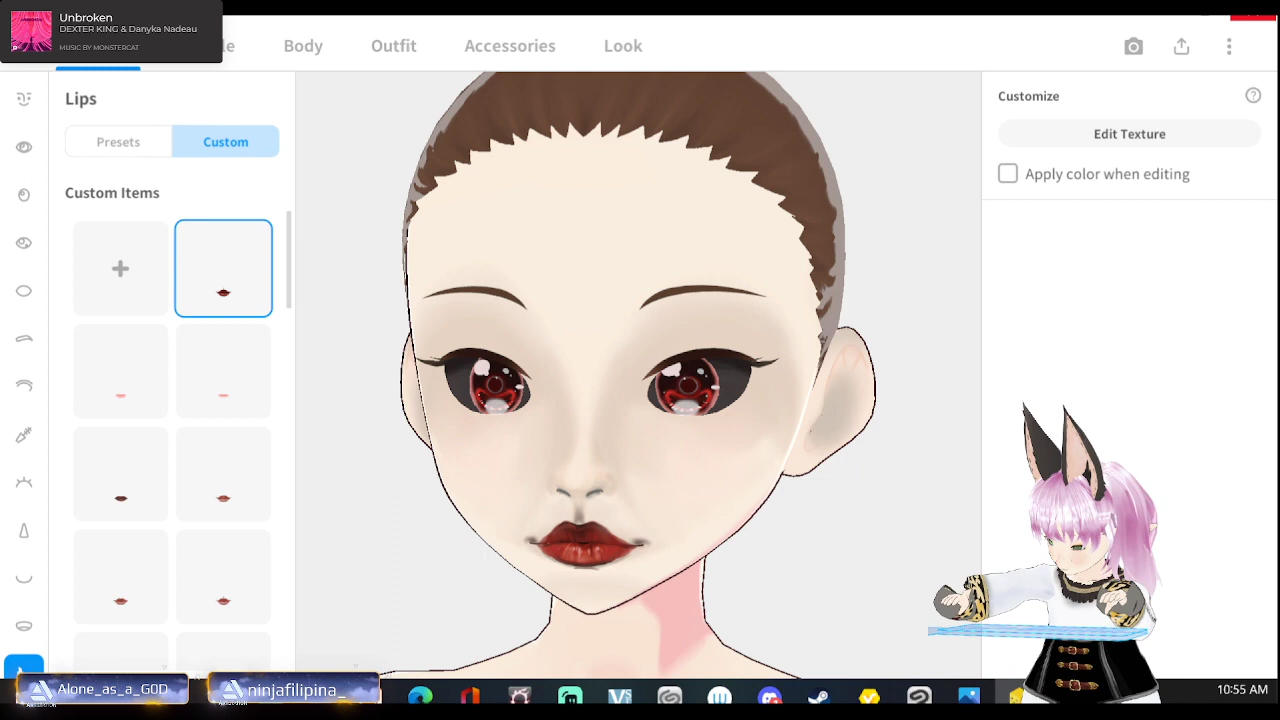 Unbroken
DEXTER KING & Danyka Nadeau
MUSIC BY MONSTERCAT
Body
Outfit
Accessories
Look
Lips
Presets
Custom
Custom Items
Customize
Edit Texture
Apply color when editing
Alone_as_a_G0D
ninjafilipina_
10:55 AM